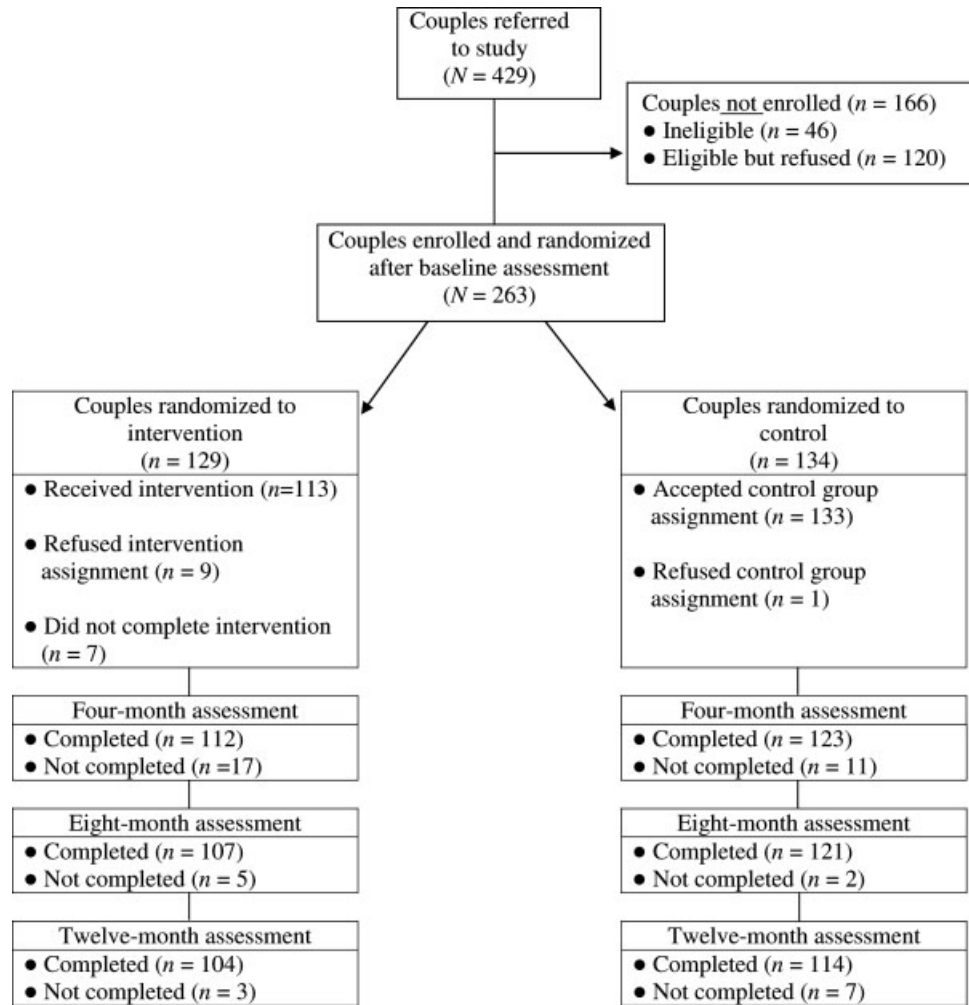 Couples referred
to study
(N = 429)
Couples not enrolled (n = 166)
● Ineligible (n = 46)
● Eligible but refused (n = 120)
Couples enrolled and randomized
after baseline assessment
(N = 263)
Couples randomized to
intervention
(n = 129)
● Received intervention (n=113)
● Refused intervention
assignment (n = 9)
● Did not complete intervention
(n = 7)
Couples randomized to
control
(n = 134)
● Accepted control group
assignment (n = 133)
● Refused control group
assignment (n = 1)
Four-month assessment
● Completed (n = 112)
● Not completed (n =17)
Four-month assessment
● Completed (n = 123)
● Not completed (n = 11)
Eight-month assessment
● Completed (n = 107)
● Not completed (n = 5)
Eight-month assessment
● Completed (n = 121)
● Not completed (n = 2)
Twelve-month assessment
● Completed (n = 104)
● Not completed (n = 3)
Twelve-month assessment
● Completed (n = 114)
● Not completed (n = 7)